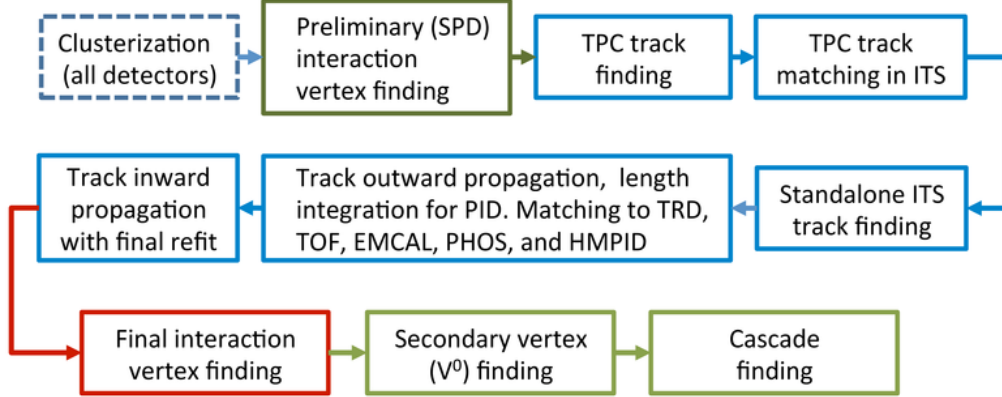 Clusterization
(all detectors)
Preliminary (SPD)
interaction
vertex finding
TPC track
finding
TPC track
matching in ITS
Track inward
propagation
with final refit
Track outward propagation, length
integration for PID. Matching to TRD,
TOF, EMCAL, PHOS, and HMPID
Standalone ITS
track finding
Final interaction
vertex finding
Secondary vertex
(V⁰) finding
Cascade
finding